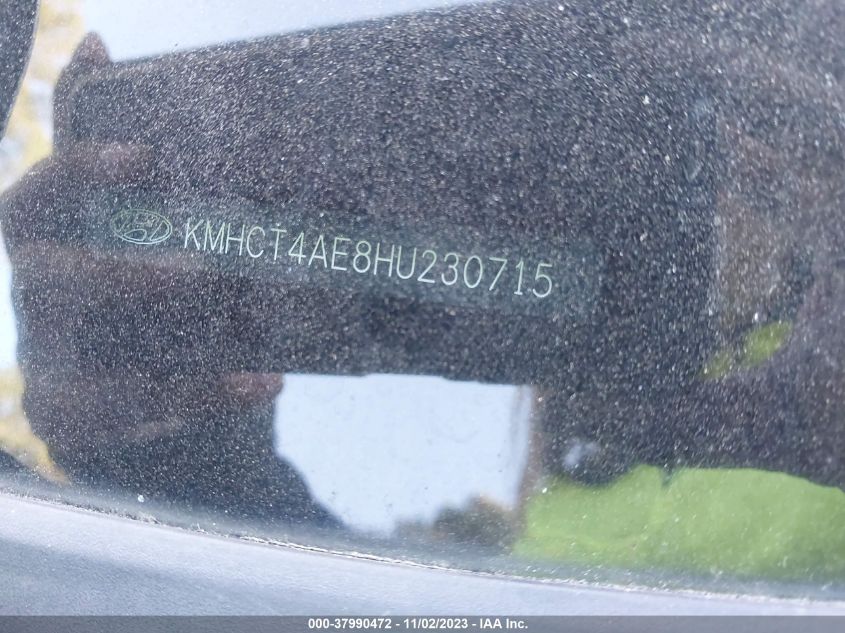 KMHCT4AE8HU230715
000-37990472 - 11/02/2023 - IAA Inc.